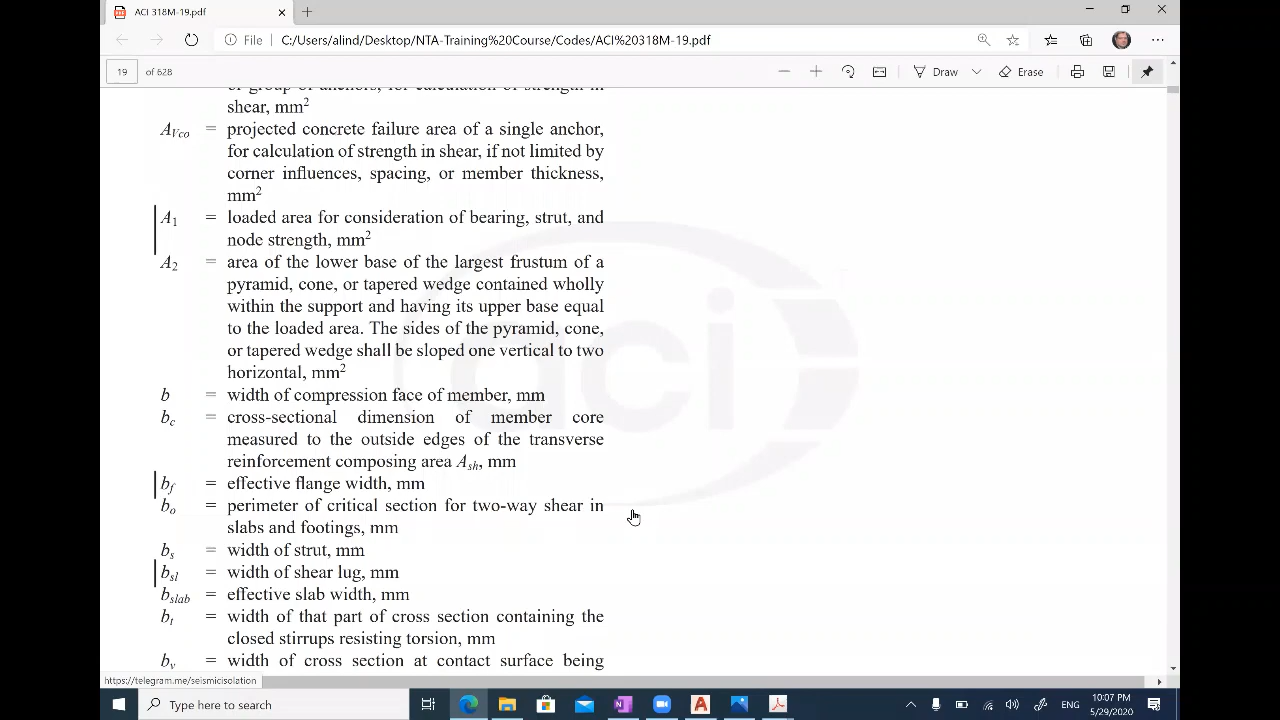 ACI 318M-19.pdf
File C:/Users/alind/Desktop/NTA-Training%20Course/Codes/ACI%20318M-19.pdf
19 of 628
Draw Erase
or group of anchors, for calculation of strength in
shear, mm2
AVco = projected concrete failure area of a single anchor,
for calculation of strength in shear, if not limited by
corner influences, spacing, or member thickness,
mm2
A1 = loaded area for consideration of bearing, strut, and
node strength, mm2
A2 = area of the lower base of the largest frustum of a
pyramid, cone, or tapered wedge contained wholly
within the support and having its upper base equal
to the loaded area. The sides of the pyramid, cone,
or tapered wedge shall be sloped one vertical to two
horizontal, mm2
b = width of compression face of member, mm
bc = cross-sectional dimension of member core
measured to the outside edges of the transverse
reinforcement composing area Ash, mm
bf = effective flange width, mm
bo = perimeter of critical section for two-way shear in
slabs and footings, mm
bs = width of strut, mm
bsl = width of shear lug, mm
bslab = effective slab width, mm
bt = width of that part of cross section containing the
closed stirrups resisting torsion, mm
bv = width of cross section at contact surface being
aci
https://telegram.me/seismicisolation
Type here to search
ENG
10:07 PM
5/29/2020